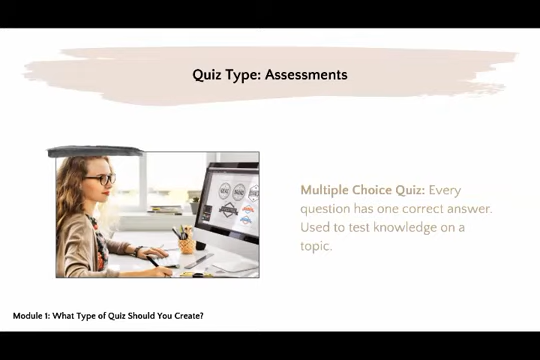 Quiz Type: Assessments
Multiple Choice Quiz: Every
question has one correct answer.
Used to test knowledge on a
topic.
Module 1: What Type of Quiz Should You Create?